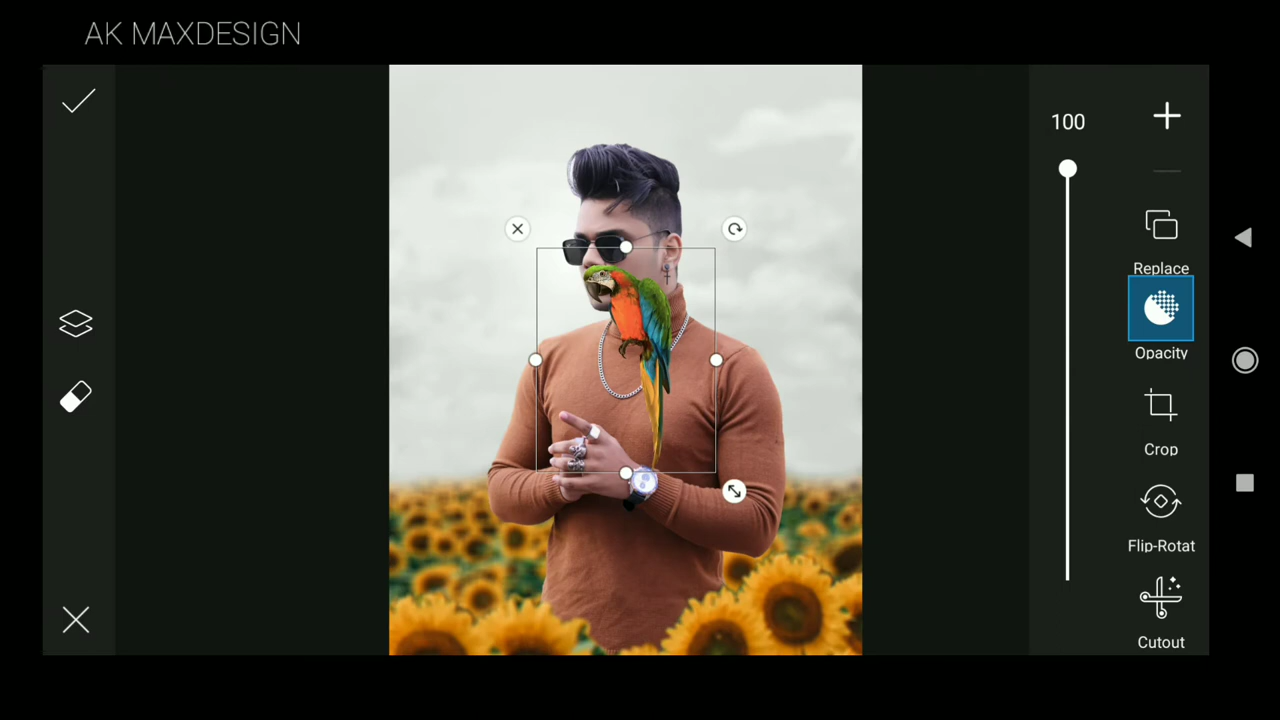 AK MAXDESIGN
100
Replace
Opacity
Crop
Flip-Rotat
Cutout